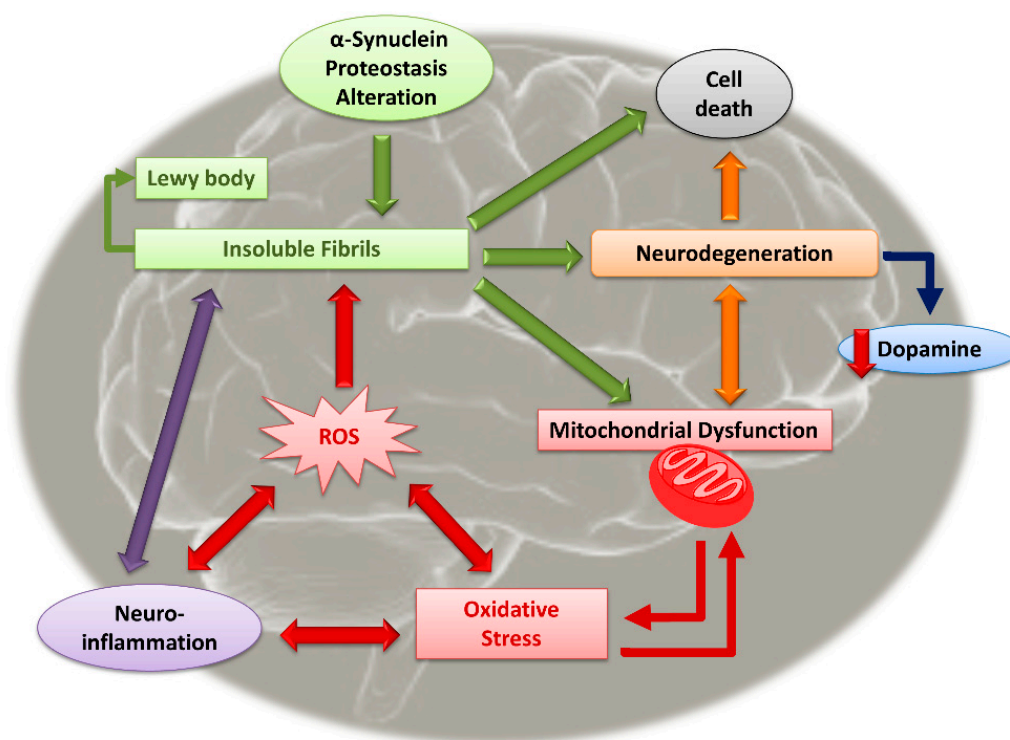 α-Synuclein
Proteostasis
Alteration
Cell
death
Lewy body
Insoluble Fibrils
Neurodegeneration
Dopamine
ROS
Mitochondrial Dysfunction
Neuro-
inflammation
Oxidative
Stress